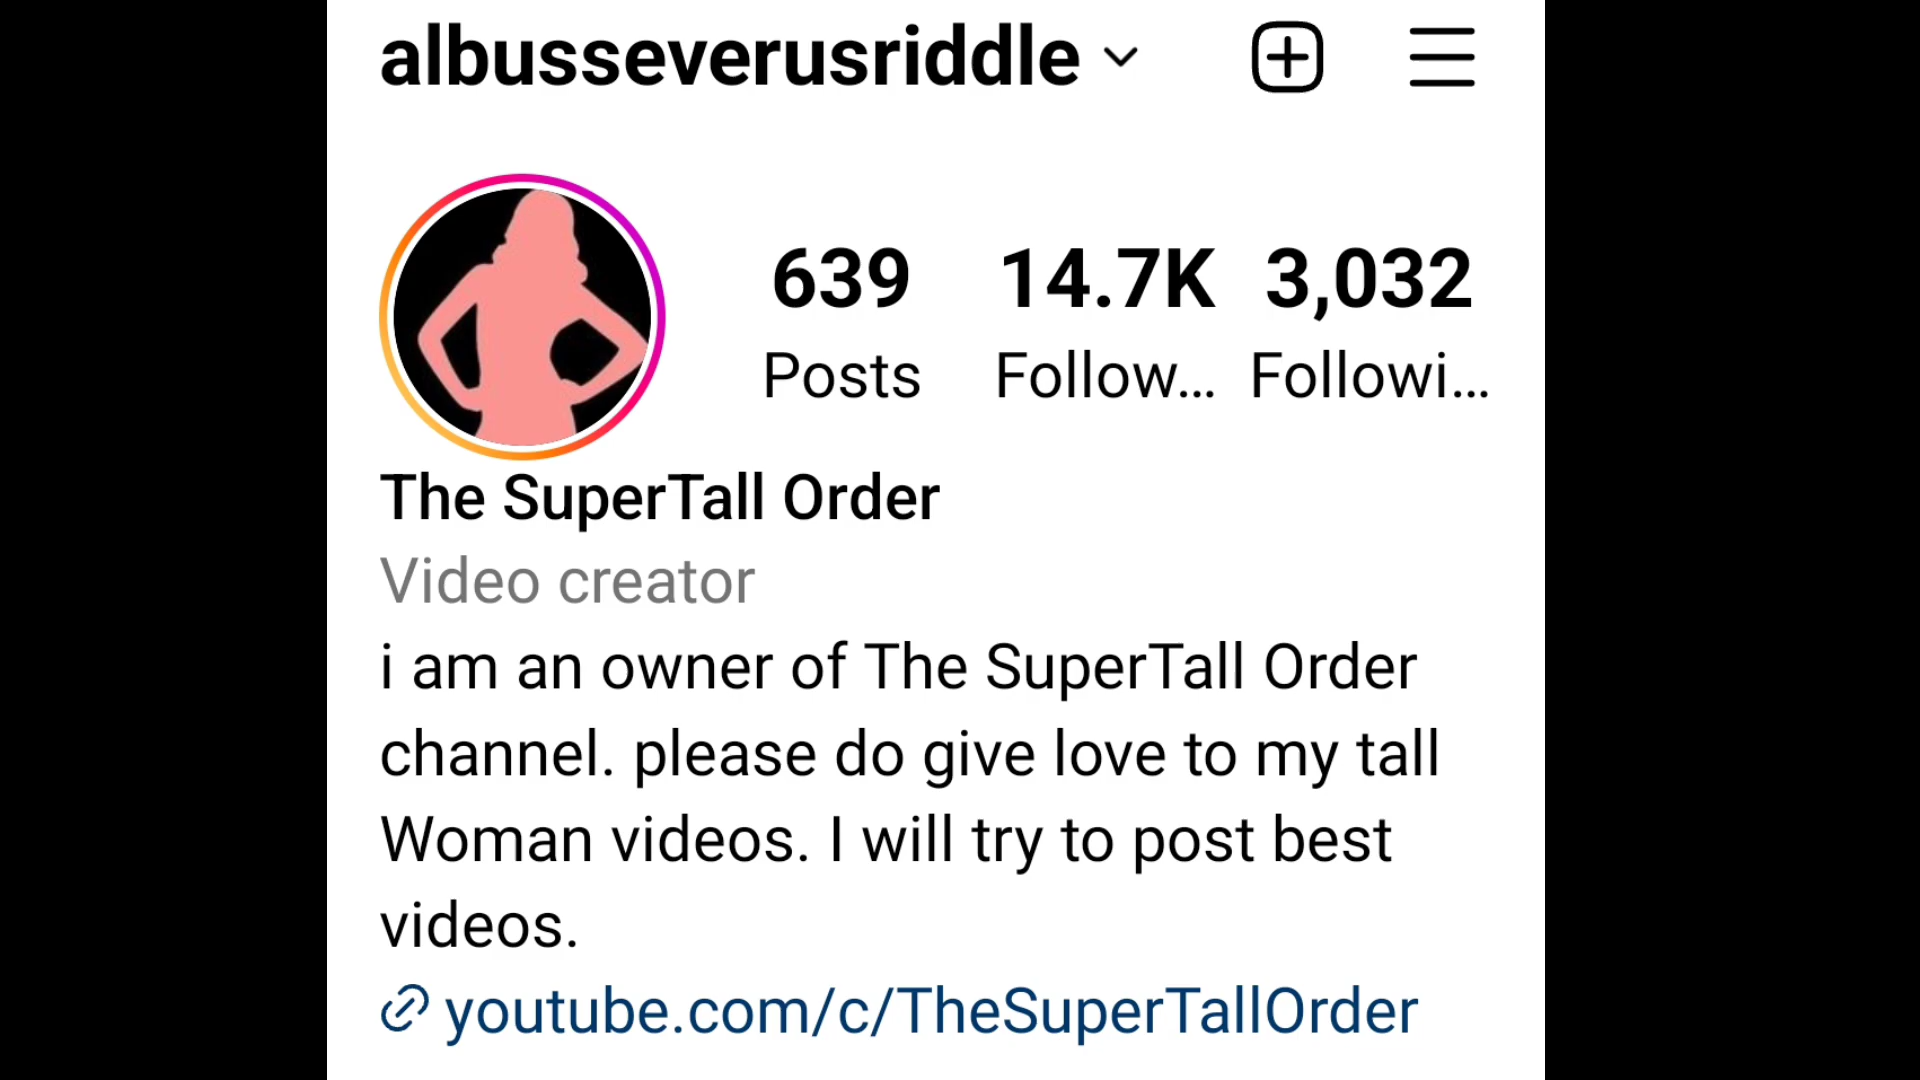 albusseverusriddle
639 14.7K 3,032
Posts Follow... Followi...
The SuperTall Order
Video creator
i am an owner of The SuperTall Order
channel. please do give love to my tall
Woman videos. I will try to post best
videos.
youtube.com/c/TheSuperTallOrder